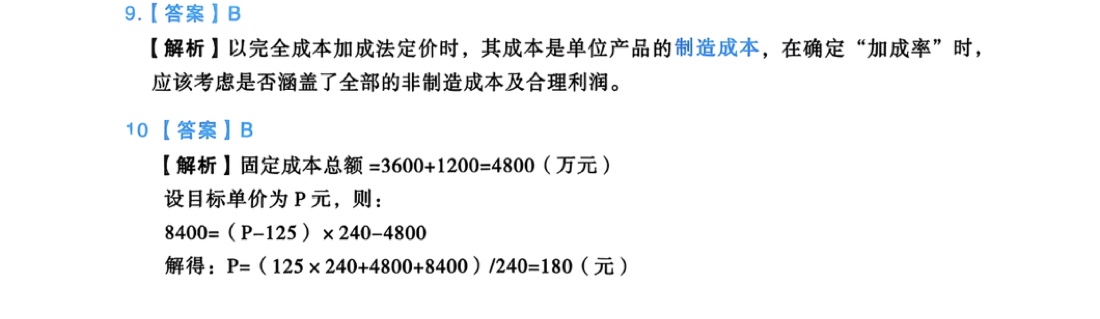 9.【答案】B
【解析】以完全成本加成法定价时，其成本是单位产品的制造成本，在确定“加成率”时，
应该考虑是否涵盖了全部的非制造成本及合理利润。
10 【答案】B
【解析】固定成本总额 =3600+1200=4800（万元）
设目标单价为 P 元，则：
8400=（P–125）×240–4800
解得：P=（125×240+4800+8400）/240=180（元）